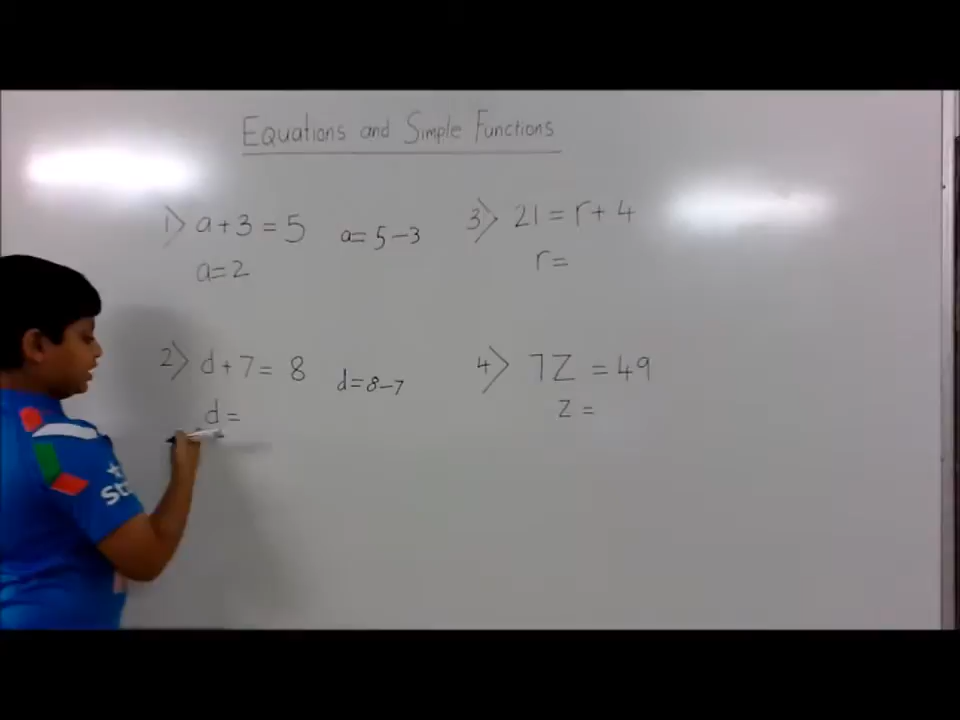 Equations and Simple Functions
1) a+3=5 a=5-3
a=2
2) d+7=8 d=8-7
d=
3) 21=r+4
r=
4) 7Z=49
Z=